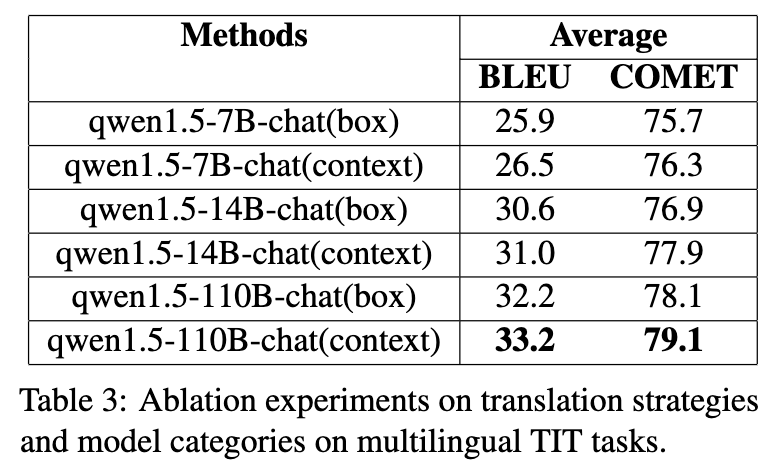 Methods Average
BLEU COMET
qwen1.5-7B-chat(box) 25.9 75.7
qwen1.5-7B-chat(context) 26.5 76.3
qwen1.5-14B-chat(box) 30.6 76.9
qwen1.5-14B-chat(context) 31.0 77.9
qwen1.5-110B-chat(box) 32.2 78.1
qwen1.5-110B-chat(context) 33.2 79.1
Table 3: Ablation experiments on translation strategies
and model categories on multilingual TIT tasks.